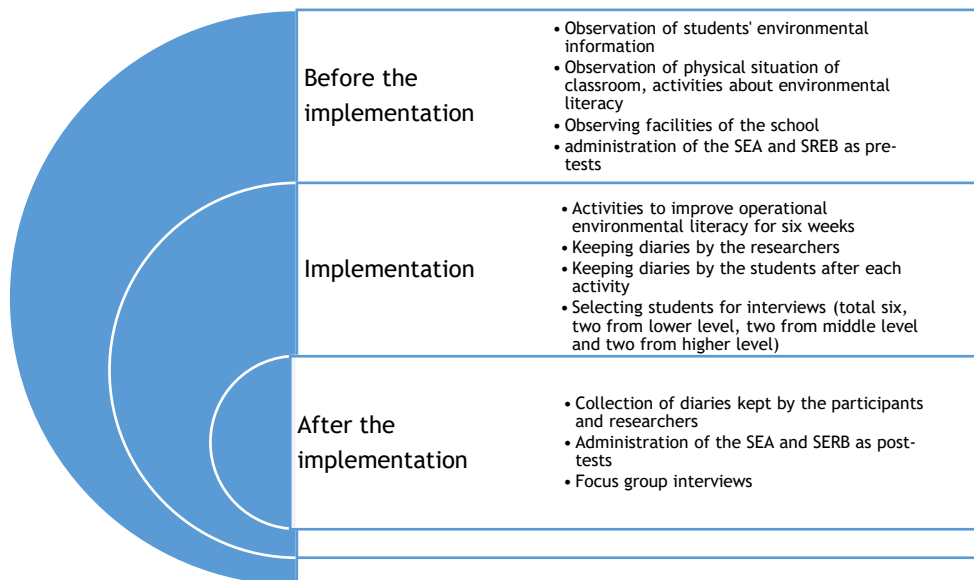 Before the
implementation
• Observation of students' environmental
information
• Observation of physical situation of
classroom, activities about environmental
literacy
• Observing facilities of the school
• administration of the SEA and SREB as pre-
tests
Implementation
• Activities to improve operational
environmental literacy for six weeks
• Keeping diaries by the researchers
• Keeping diaries by the students after each
activity
• Selecting students for interviews (total six,
two from lower level, two from middle level
and two from higher level)
After the
implementation
• Collection of diaries kept by the participants
and researchers
• Administration of the SEA and SERB as post-
tests
• Focus group interviews